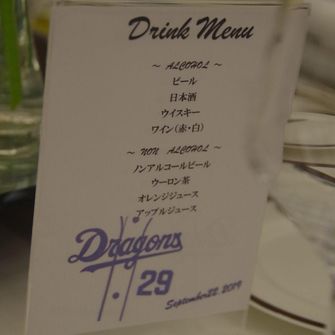 Drink Menu
～ ALCOHOL ～
ビール
日本酒
ウイスキー
ワイン（赤・白）
～ NON ALCOHOL ～
ノンアルコールビール
ウーロン茶
オレンジジュース
アップルジュース
Dragons
29
September22, 2019